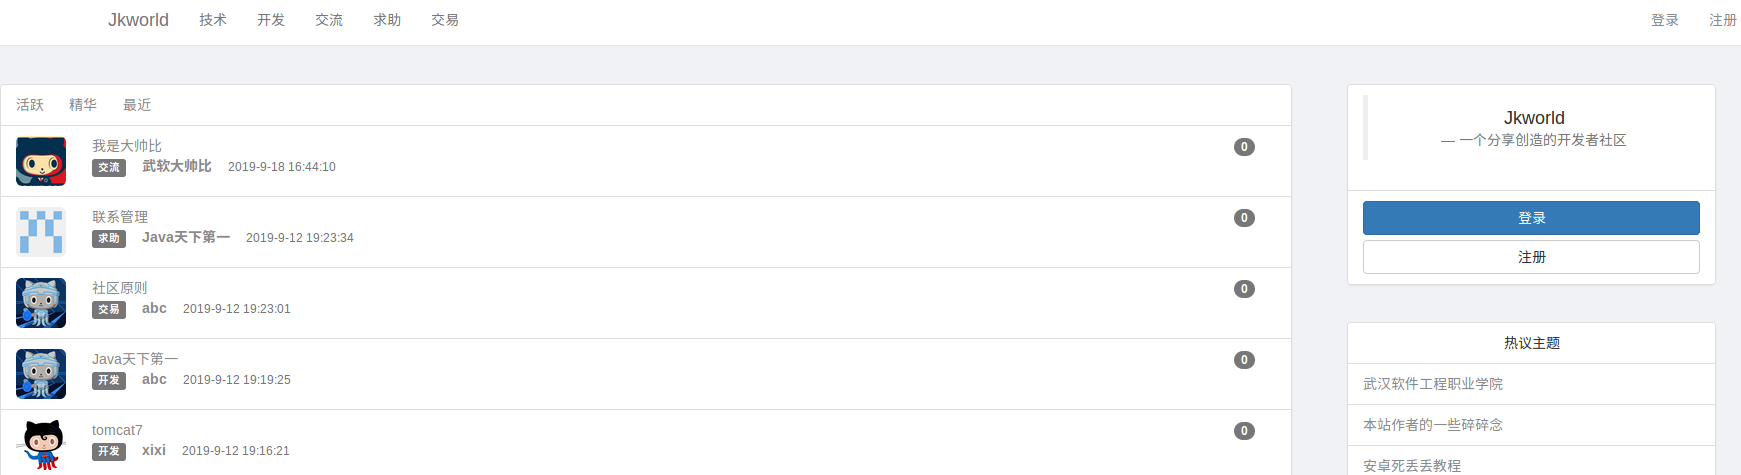 Jkworld 技术 开发 交流 求助 交易 登录 注册
活跃 精华 最近
我是大帅比 0
交流 武软大帅比 2019-9-18 16:44:10
联系管理 0
求助 Java天下第一 2019-9-12 19:23:34
社区原则 0
交易 abc 2019-9-12 19:23:01
Java天下第一 0
开发 abc 2019-9-12 19:19:25
tomcat7 0
开发 xixi 2019-9-12 19:16:21
Jkworld
— 一个分享创造的开发者社区
登录
注册
热议主题
武汉软件工程职业学院
本站作者的一些碎碎念
安卓死丢丢教程